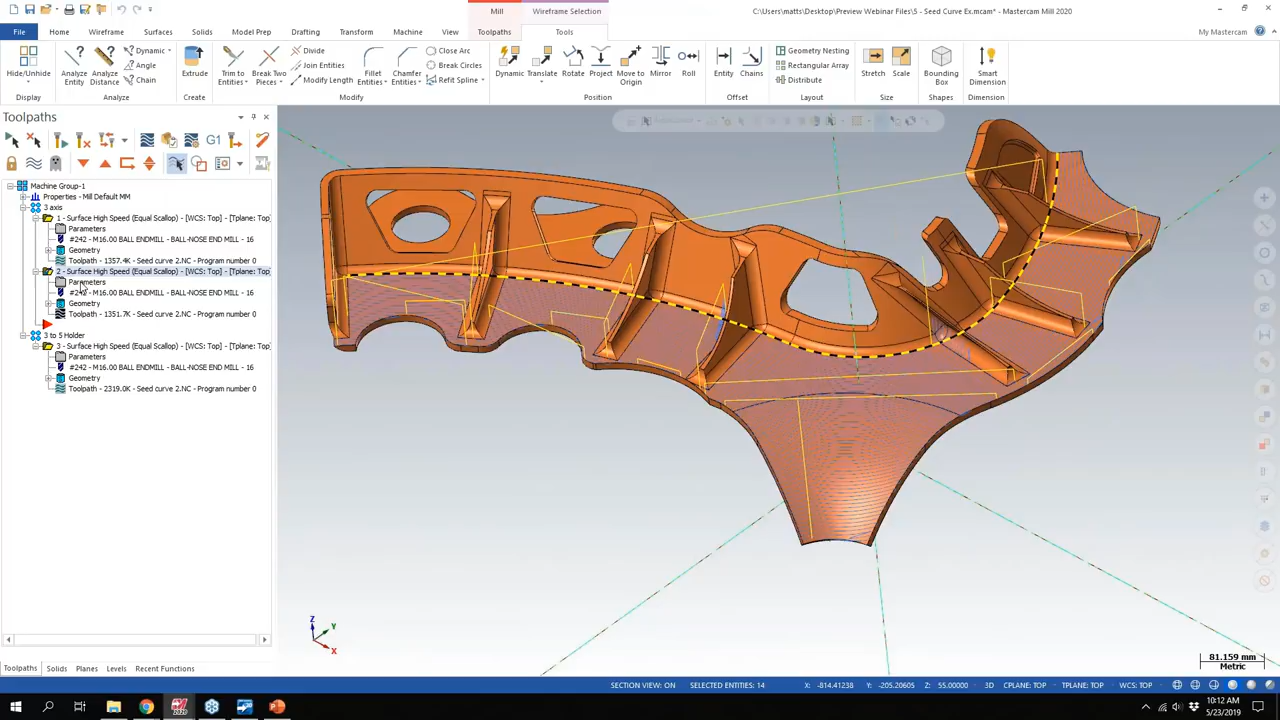 Mill
Wireframe Selection
C:\Users\matts\Desktop\Preview Webinar Files\5 - Seed Curve Ex.mcam* - Mastercam Mill 2020
File
Home
Wireframe
Surfaces
Solids
Model Prep
Drafting
Transform
Machine
View
Toolpaths
Tools
My Mastercam
Hide/Unhide
Display
Analyze Entity
Analyze Distance
Dynamic
Angle
Chain
Analyze
Extrude
Create
Trim to Entities
Break Two Pieces
Divide
Join Entities
Modify Length
Fillet Entities
Chamfer Entities
Close Arc
Break Circles
Refit Spline
Modify
Dynamic
Translate
Rotate
Project
Move to Origin
Mirror
Roll
Position
Entity
Chains
Offset
Geometry Nesting
Rectangular Array
Distribute
Layout
Stretch
Scale
Size
Bounding Box
Shapes
Smart Dimension
Dimension
Toolpaths
G1
Machine Group-1
Properties - Mill Default MM
3 axis
1 - Surface High Speed (Equal Scallop) - [WCS: Top] - [Tplane: Top]
Parameters
#242 - M16.00 BALL ENDMILL - BALL-NOSE END MILL - 16
Geometry
Toolpath - 1357.4K - Seed curve 2.NC - Program number 0
2 - Surface High Speed (Equal Scallop) - [WCS: Top] - [Tplane: Top]
Parameters
#242 - M16.00 BALL ENDMILL - BALL-NOSE END MILL - 16
Geometry
Toolpath - 1351.7K - Seed curve 2.NC - Program number 0
3 to 5 Holder
3 - Surface High Speed (Equal Scallop) - [WCS: Top] - [Tplane: Top]
Parameters
#242 - M16.00 BALL ENDMILL - BALL-NOSE END MILL - 16
Geometry
Toolpath - 2319.0K - Seed curve 2.NC - Program number 0
Z
Y
X
81.159 mm
Metric
Toolpaths
Solids
Planes
Levels
Recent Functions
SECTION VIEW: ON
SELECTED ENTITIES: 14
X: -814.41238
Y: -205.20605
Z: 55.00000
3D
CPLANE: TOP
TPLANE: TOP
WCS: TOP
10:12 AM
5/23/2019